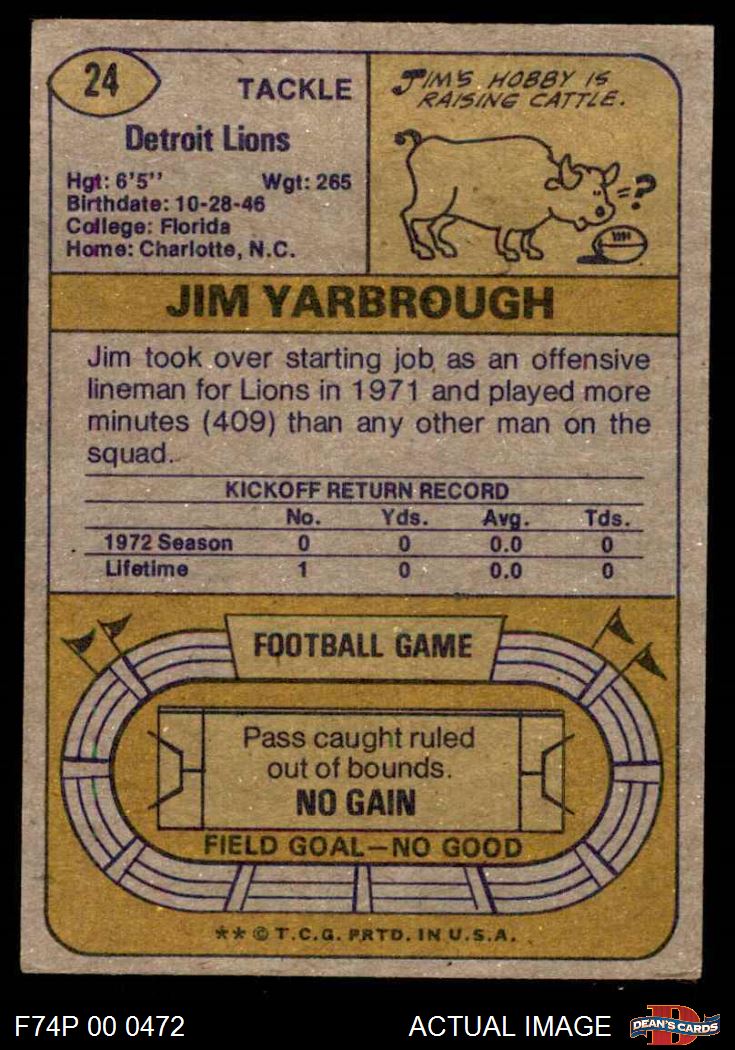 24
TACKLE
Detroit Lions
Hgt: 6'5'' Wgt: 265
Birthdate: 10-28-46
College: Florida
Home: Charlotte, N.C.
JIM'S HOBBY IS
RAISING CATTLE.
=?
JIM YARBROUGH
Jim took over starting job as an offensive
lineman for Lions in 1971 and played more
minutes (409) than any other man on the
squad.
KICKOFF RETURN RECORD
No. Yds. Avg. Tds.
1972 Season 0 0 0.0 0
Lifetime 1 0 0.0 0
FOOTBALL GAME
Pass caught ruled
out of bounds.
NO GAIN
FIELD GOAL—NO GOOD
** © T.C.G. PRTD. IN U.S.A.
F74P 00 0472 ACTUAL IMAGE
DEAN'S CARDS